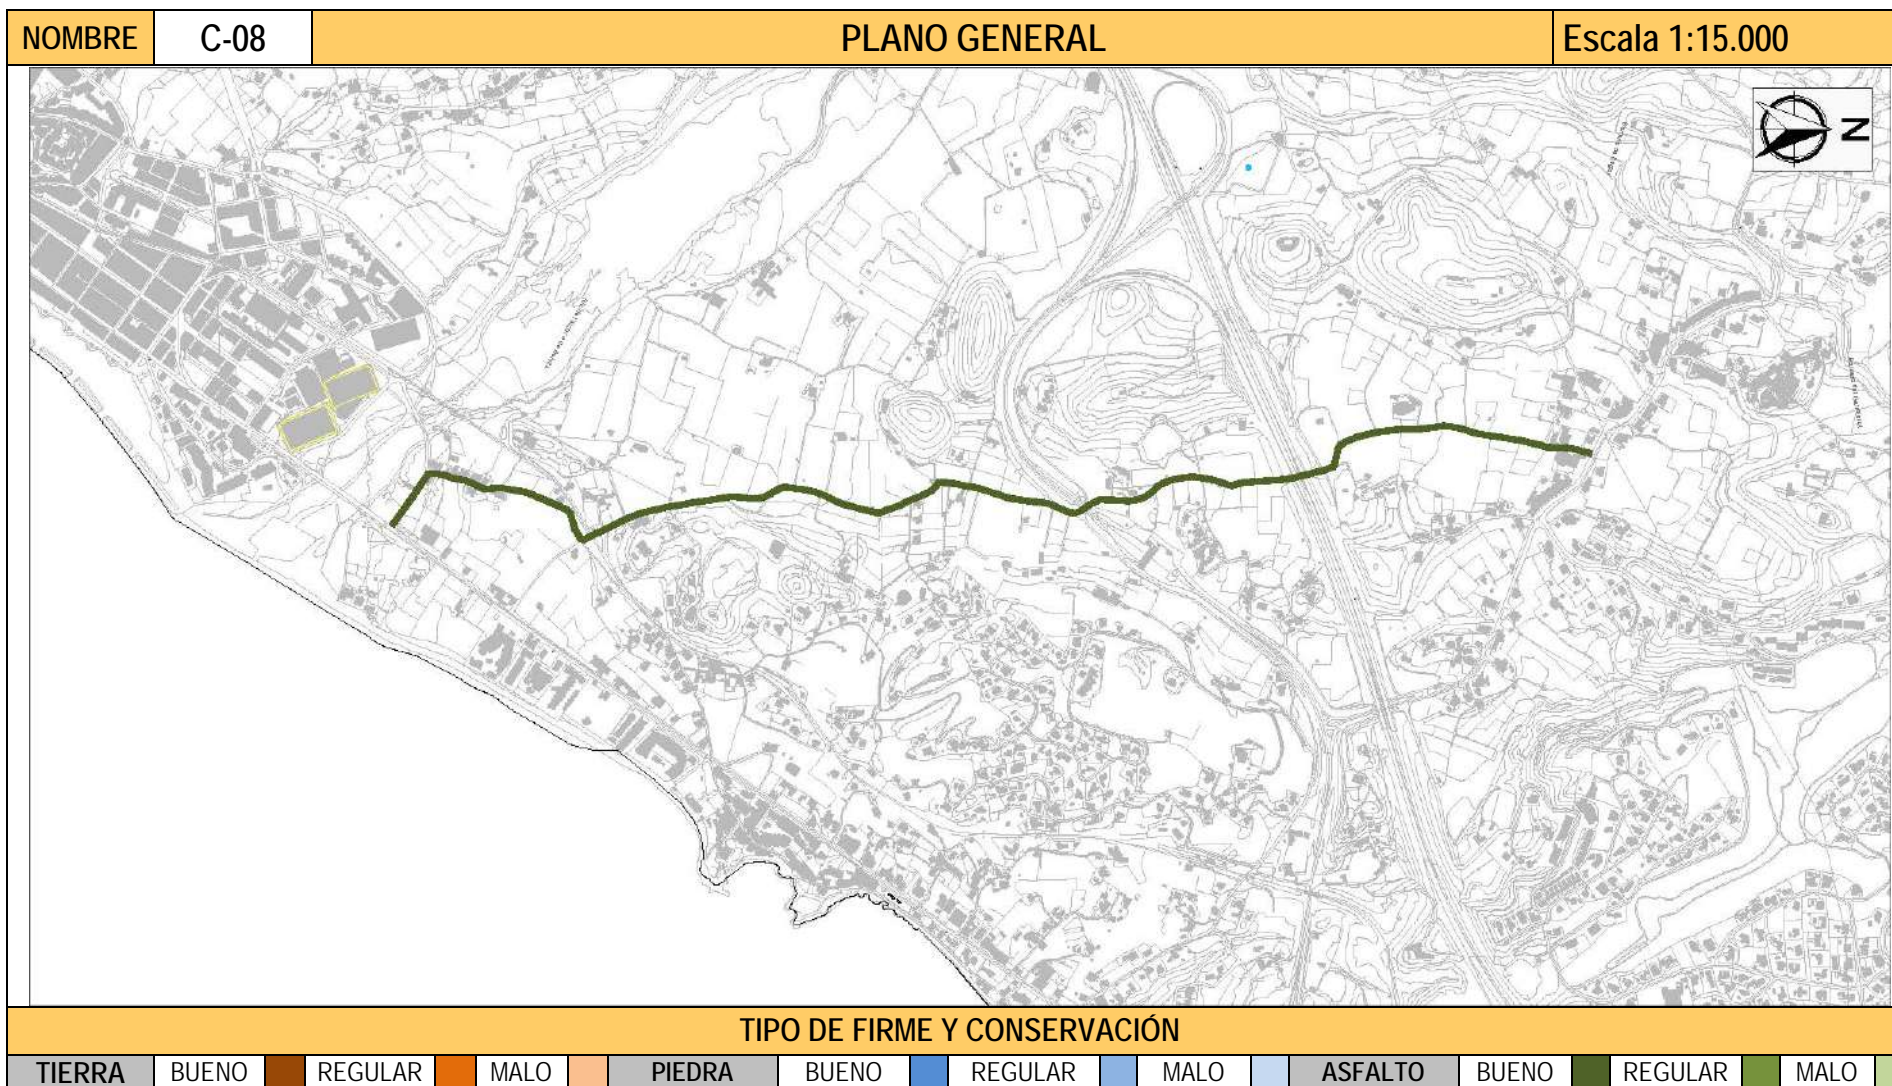 NOMBRE C-08 PLANO GENERAL Escala 1:15.000
N
TIPO DE FIRME Y CONSERVACIÓN
TIERRA BUENO REGULAR MALO PIEDRA BUENO REGULAR MALO ASFALTO BUENO REGULAR MALO